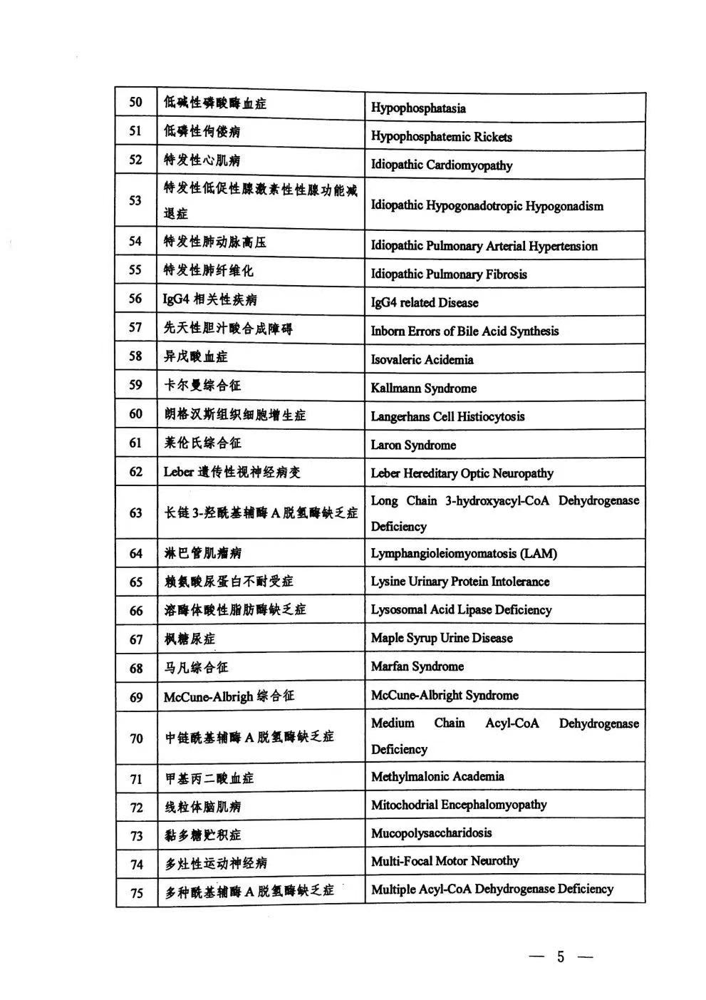 50 低碱性磷酸酶血症 Hypophosphatasia
51 低磷性佝偻病 Hypophosphatemic Rickets
52 特发性心肌病 Idiopathic Cardiomyopathy
53 特发性低促性腺激素性性腺功能减
退症 Idiopathic Hypogonadotropic Hypogonadism
54 特发性肺动脉高压 Idiopathic Pulmonary Arterial Hypertension
55 特发性肺纤维化 Idiopathic Pulmonary Fibrosis
56 IgG4 相关性疾病 IgG4 related Disease
57 先天性胆汁酸合成障碍 Inborn Errors of Bile Acid Synthesis
58 异戊酸血症 Isovaleric Acidemia
59 卡尔曼综合征 Kallmann Syndrome
60 朗格汉斯组织细胞增生症 Langerhans Cell Histiocytosis
61 莱伦氏综合征 Laron Syndrome
62 Leber 遗传性视神经病变 Leber Hereditary Optic Neuropathy
63 长链 3-羟酰基辅酶 A 脱氢酶缺乏症 Long Chain 3-hydroxyacyl-CoA Dehydrogenase
Deficiency
64 淋巴管肌瘤病 Lymphangioleiomyomatosis (LAM)
65 赖氨酸尿蛋白不耐受症 Lysine Urinary Protein Intolerance
66 溶酶体酸性脂肪酶缺乏症 Lysosomal Acid Lipase Deficiency
67 枫糖尿症 Maple Syrup Urine Disease
68 马凡综合征 Marfan Syndrome
69 McCune-Albrigh 综合征 McCune-Albright Syndrome
70 中链酰基辅酶 A 脱氢酶缺乏症 Medium Chain Acyl-CoA Dehydrogenase
Deficiency
71 甲基丙二酸血症 Methylmalonic Academia
72 线粒体脑肌病 Mitochodrial Encephalomyopathy
73 黏多糖贮积症 Mucopolysaccharidosis
74 多灶性运动神经病 Multi-Focal Motor Neurothy
75 多种酰基辅酶 A 脱氢酶缺乏症 Multiple Acyl-CoA Dehydrogenase Deficiency
— 5 —